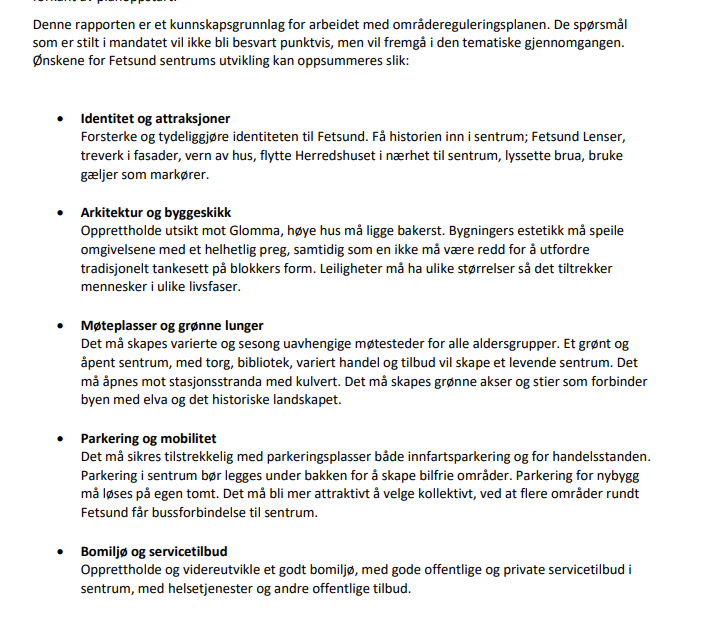 Denne rapporten er et kunnskapsgrunnlag for arbeidet med områdereguleringsplanen. De spørsmål
som er stilt i mandatet vil ikke bli besvart punktvis, men vil fremgå i den tematiske gjennomgangen.
Ønskene for Fetsund sentrums utvikling kan oppsummeres slik:
• Identitet og attraksjoner
Forsterke og tydeliggjøre identiteten til Fetsund. Få historien inn i sentrum; Fetsund Lenser,
treverk i fasader, vern av hus, flytte Herredshuset i nærhet til sentrum, lyssette brua, bruke
gæljer som markører.
• Arkitektur og byggeskikk
Opprettholde utsikt mot Glomma, høye hus må ligge bakerst. Bygningers estetikk må speile
omgivelsene med et helhetlig preg, samtidig som en ikke må være redd for å utfordre
tradisjonelt tankesett på blokkers form. Leiligheter må ha ulike størrelser så det tiltrekker
mennesker i ulike livsfaser.
• Møteplasser og grønne lunger
Det må skapes varierte og sesong uavhengige møtesteder for alle aldersgrupper. Et grønt og
åpent sentrum, med torg, bibliotek, variert handel og tilbud vil skape et levende sentrum. Det
må åpnes mot stasjonsstranda med kulvert. Det må skapes grønne akser og stier som forbinder
byen med elva og det historiske landskapet.
• Parkering og mobilitet
Det må sikres tilstrekkelig med parkeringsplasser både innfartsparkering og for handelsstanden.
Parkering i sentrum bør legges under bakken for å skape bilfrie områder. Parkering for nybygg
må løses på egen tomt. Det må bli mer attraktivt å velge kollektivt, ved at flere områder rundt
Fetsund får bussforbindelse til sentrum.
• Bomiljø og servicetilbud
Opprettholde og videreutvikle et godt bomiljø, med gode offentlige og private servicetilbud i
sentrum, med helsetjenester og andre offentlige tilbud.